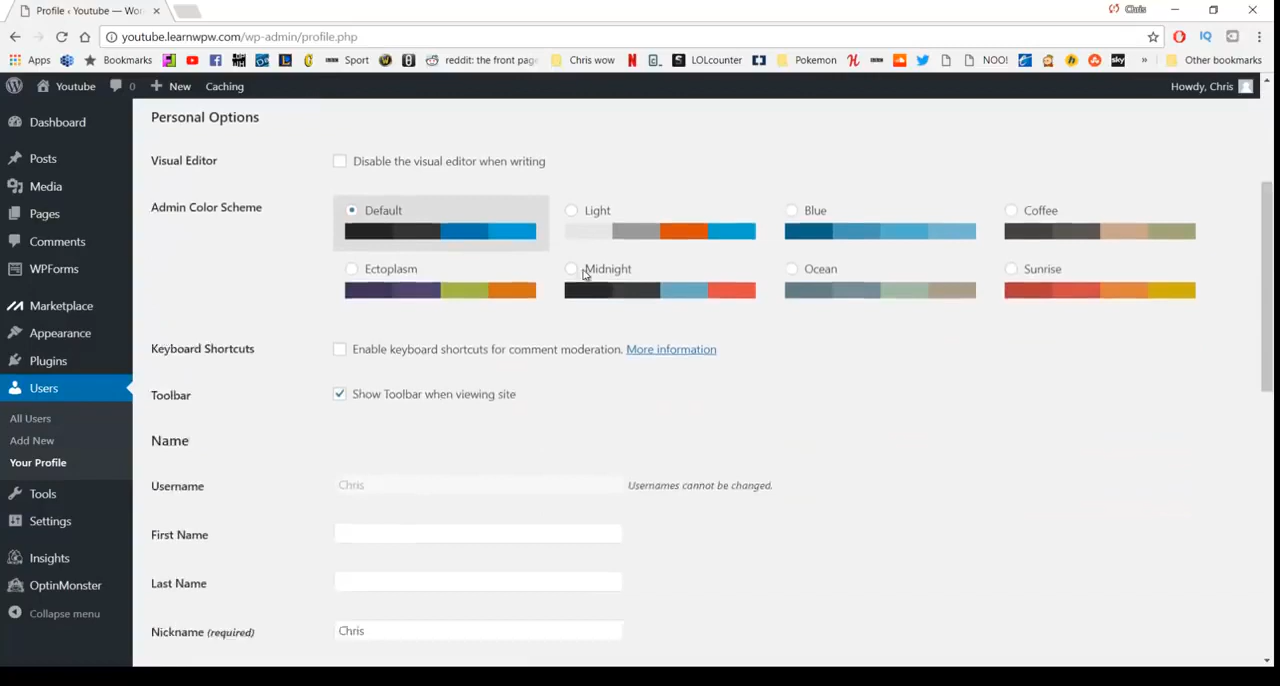 Profile ‹ Youtube — Wor
Chris
youtube.learnwpw.com/wp-admin/profile.php
Apps Bookmarks Sport reddit: the front page Chris wow LOLcounter Pokemon NOO! sky » Other bookmarks
Youtube 0 New Caching Howdy, Chris
Dashboard
Posts
Media
Pages
Comments
WPForms
Marketplace
Appearance
Plugins
Users
All Users
Add New
Your Profile
Tools
Settings
Insights
OptinMonster
Collapse menu
Personal Options
Visual Editor Disable the visual editor when writing
Admin Color Scheme Default Light Blue Coffee
Ectoplasm Midnight Ocean Sunrise
Keyboard Shortcuts Enable keyboard shortcuts for comment moderation. More information
Toolbar Show Toolbar when viewing site
Name
Username Chris Usernames cannot be changed.
First Name
Last Name
Nickname (required) Chris